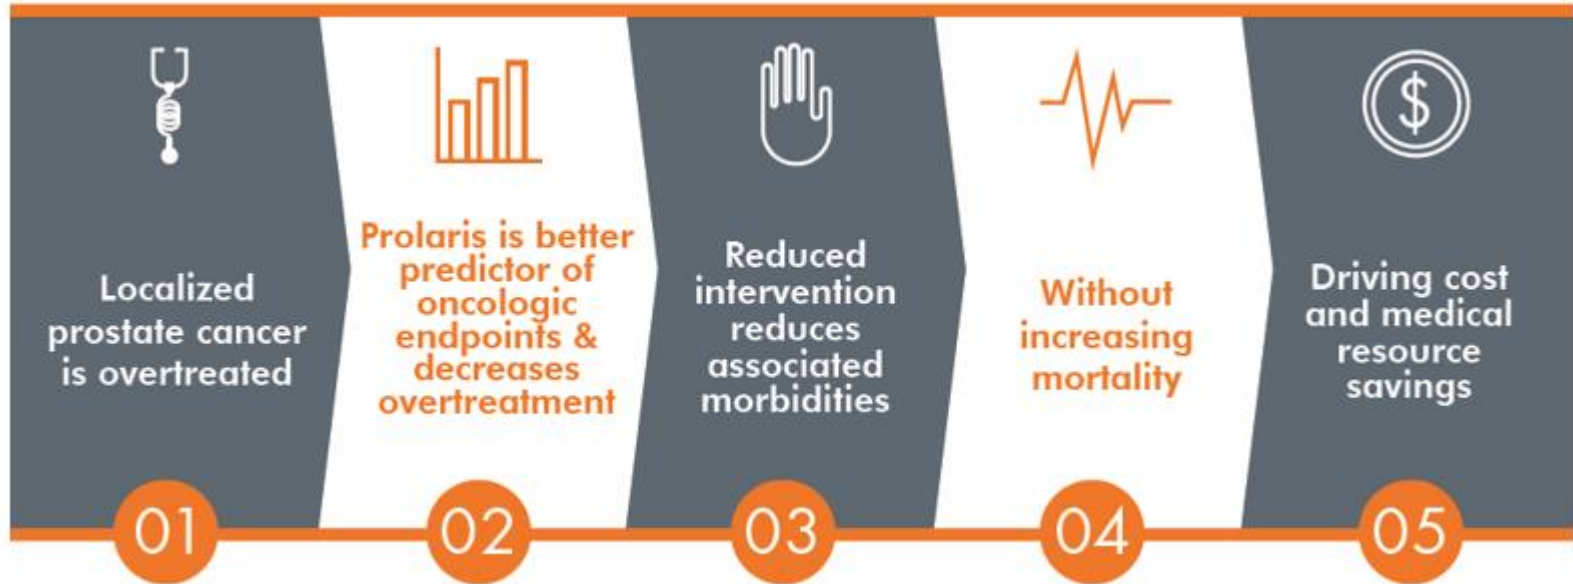 Localized
prostate cancer
is overtreated
01
Prolaris is better
predictor of
oncologic
endpoints &
decreases
overtreatment
02
Reduced
intervention
reduces
associated
morbidities
03
Without
increasing
mortality
04
$
Driving cost
and medical
resource
savings
05